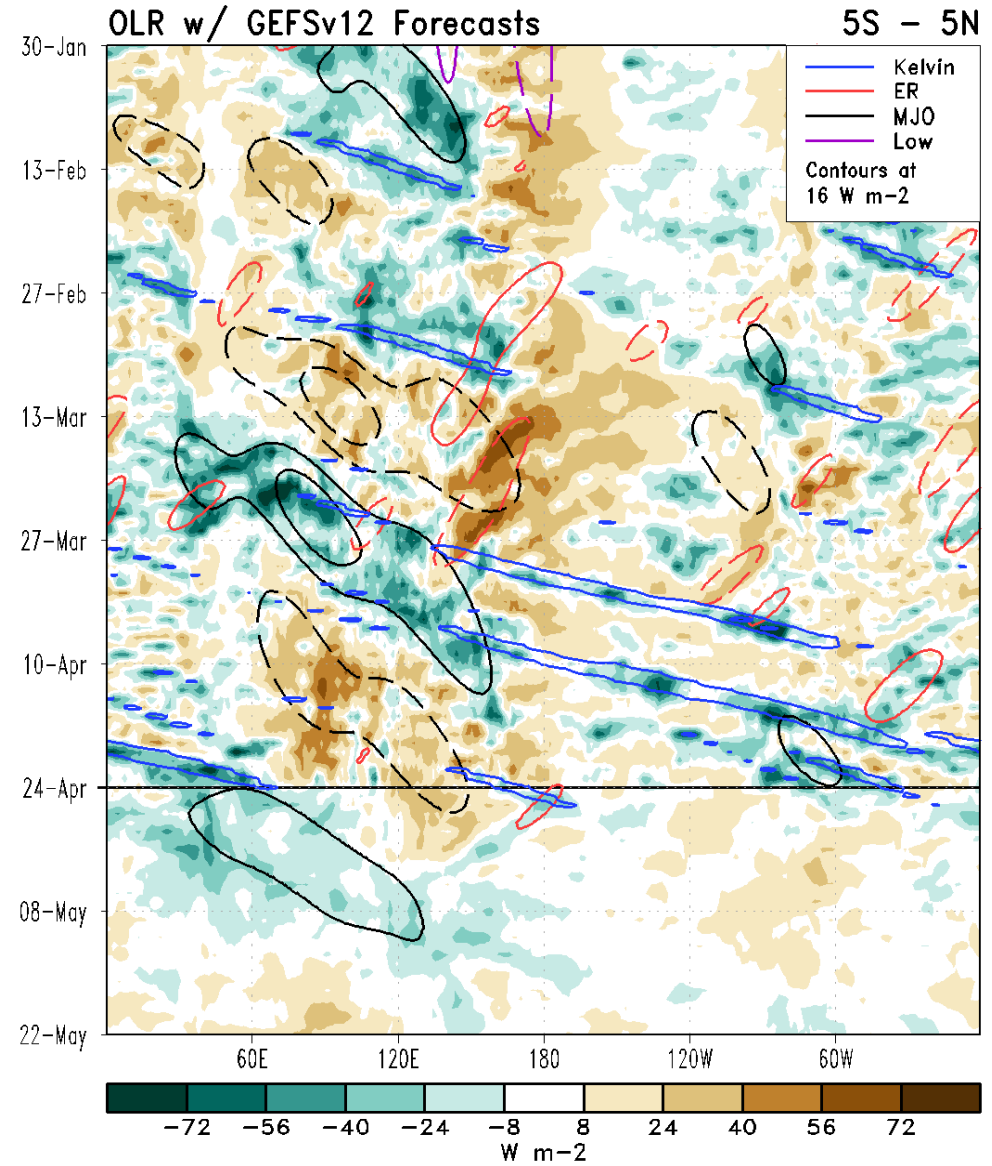 OLR w/ GEFSv12 Forecasts 5S - 5N
30-Jan
13-Feb
27-Feb
13-Mar
27-Mar
10-Apr
24-Apr
08-May
22-May
Kelvin
ER
MJO
Low
Contours at
16 W m-2
60E 120E 180 120W 60W
-72 -56 -40 -24 -8 8 24 40 56 72
W m-2